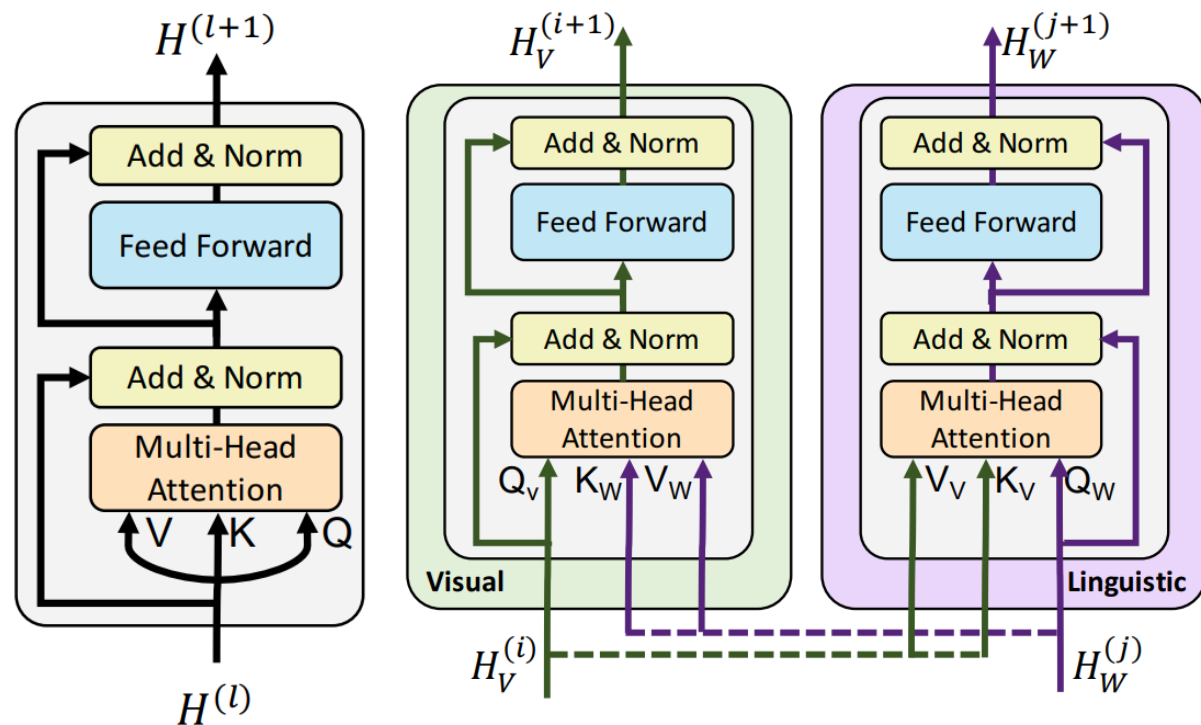 H^{(l+1)}
Add & Norm
Feed Forward
Add & Norm
Multi-Head
Attention
V K Q
H^{(l)}
H_V^{(i+1)}
Add & Norm
Feed Forward
Add & Norm
Multi-Head
Attention
Q_v K_W V_W
Visual
H_V^{(i)}
H_W^{(j+1)}
Add & Norm
Feed Forward
Add & Norm
Multi-Head
Attention
V_V K_V Q_W
Linguistic
H_W^{(j)}